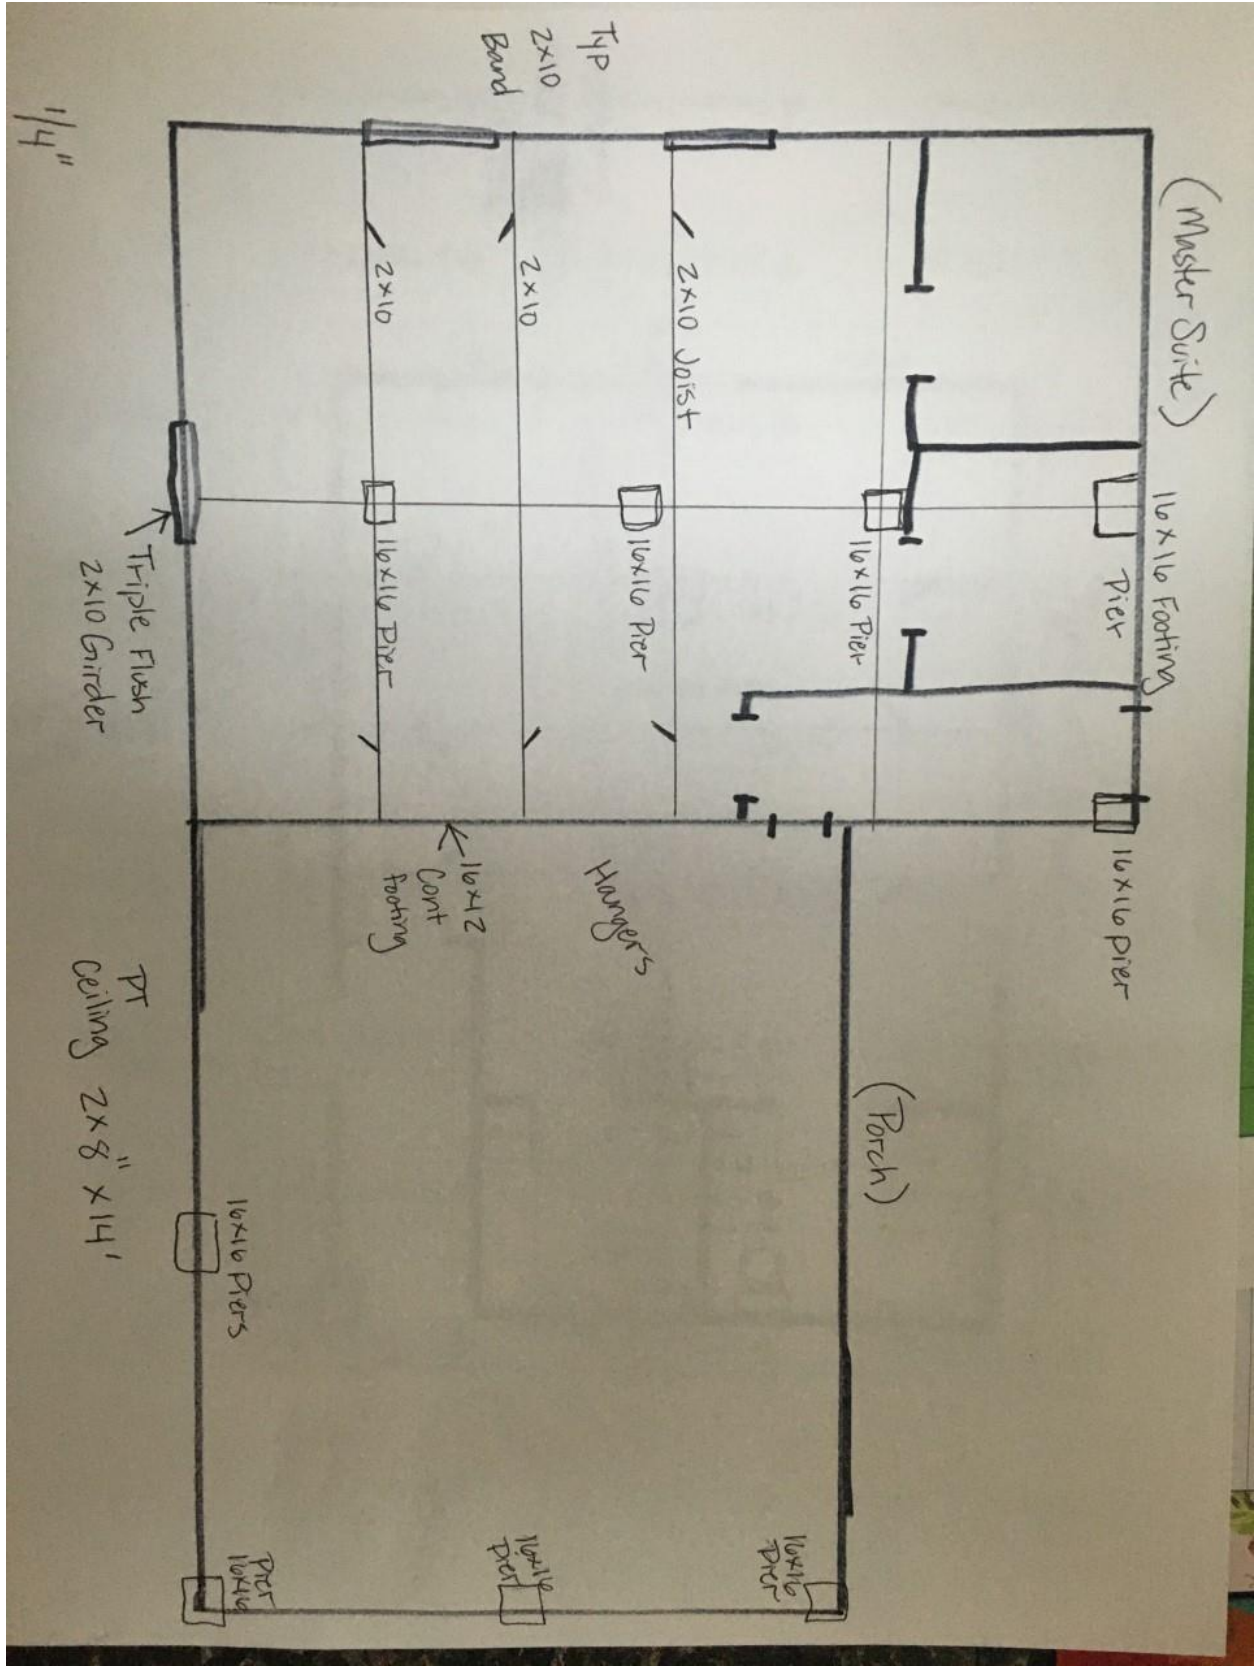 (Master Suite)
16x16 Footing
Pier
16x16 Pier
Typ
2x10
Band
2x10 Joist
2x10
2x10
16x16 Pier
16x16 Pier
16x16 Pier
Triple Flush
2x10 Girder
1/4"
Hangers
16x12
Cont
footing
(Porch)
PT
Ceiling 2x8" x14'
16x16 Piers
16x16
Pier
16x16
Pier
Pier
16x16